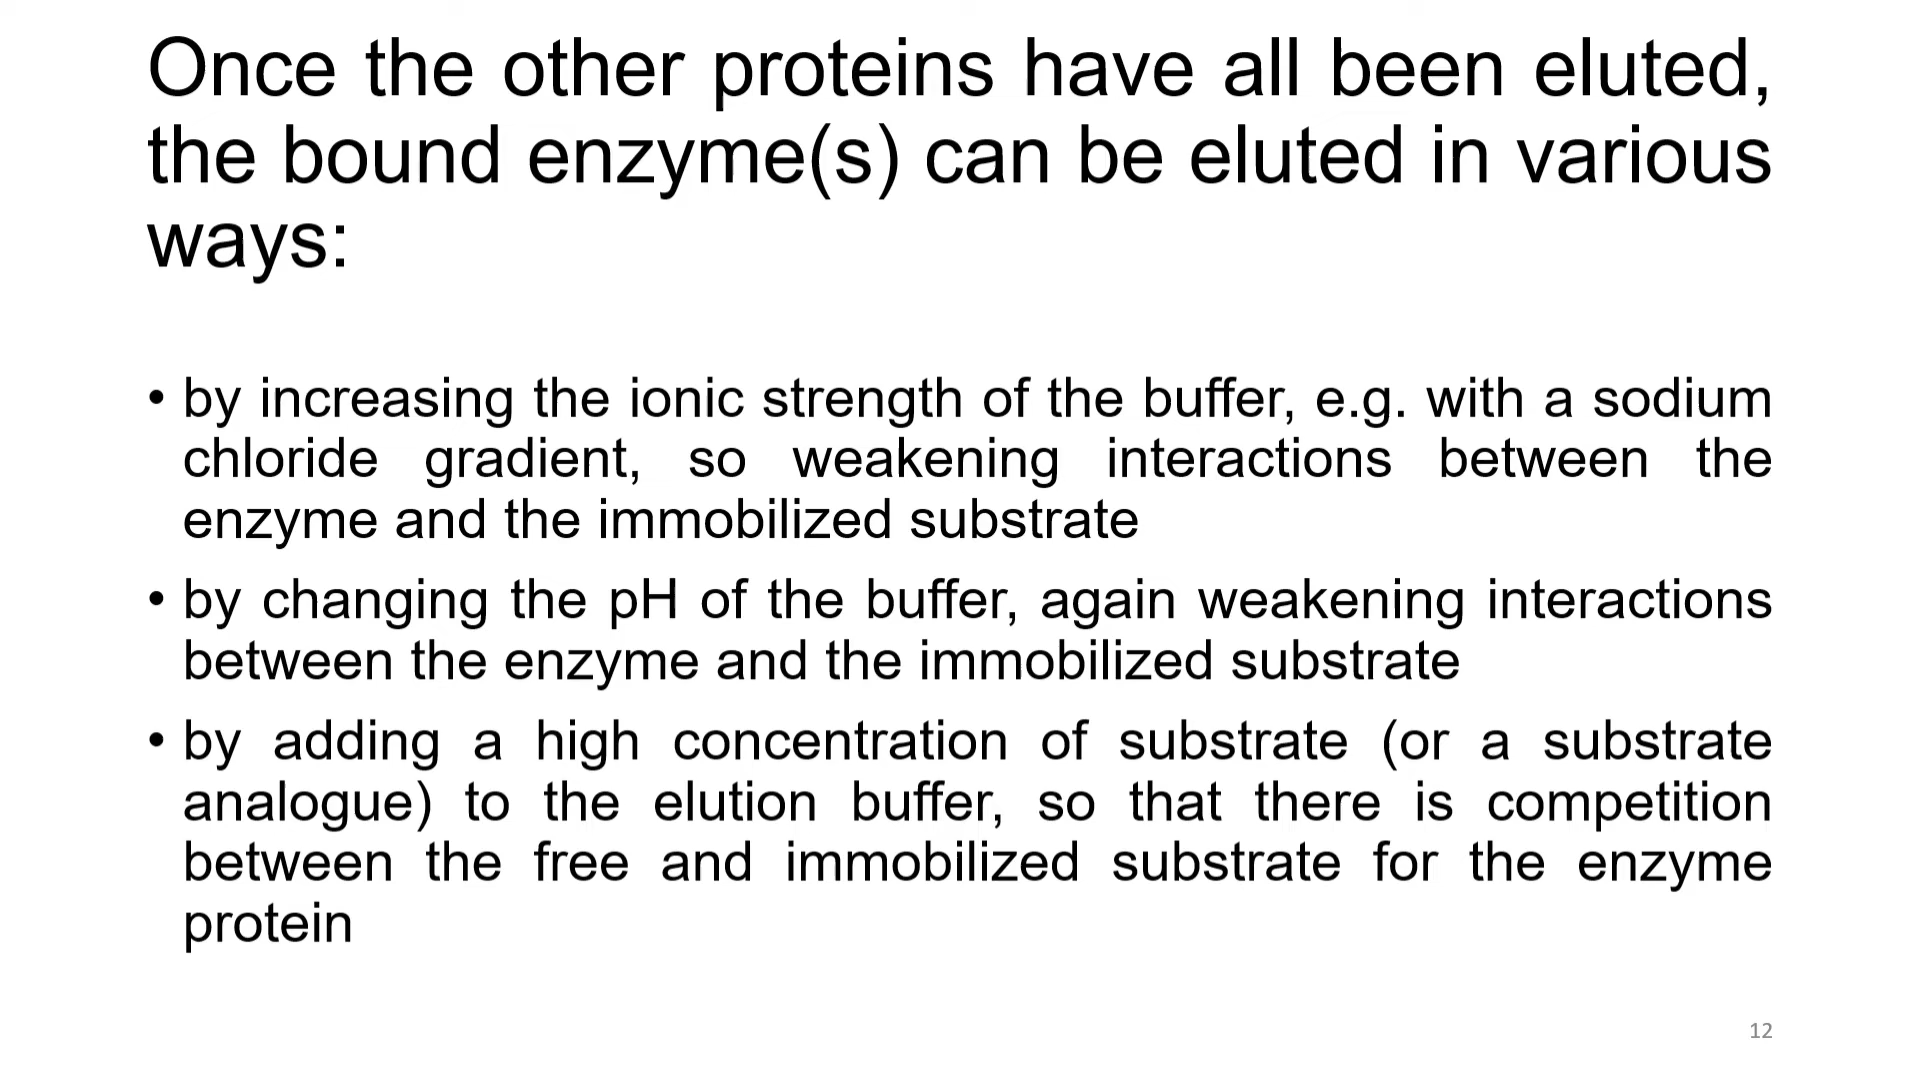 Once the other proteins have all been eluted,
the bound enzyme(s) can be eluted in various
ways:
• by increasing the ionic strength of the buffer, e.g. with a sodium
chloride gradient, so weakening interactions between the
enzyme and the immobilized substrate
• by changing the pH of the buffer, again weakening interactions
between the enzyme and the immobilized substrate
• by adding a high concentration of substrate (or a substrate
analogue) to the elution buffer, so that there is competition
between the free and immobilized substrate for the enzyme
protein
12